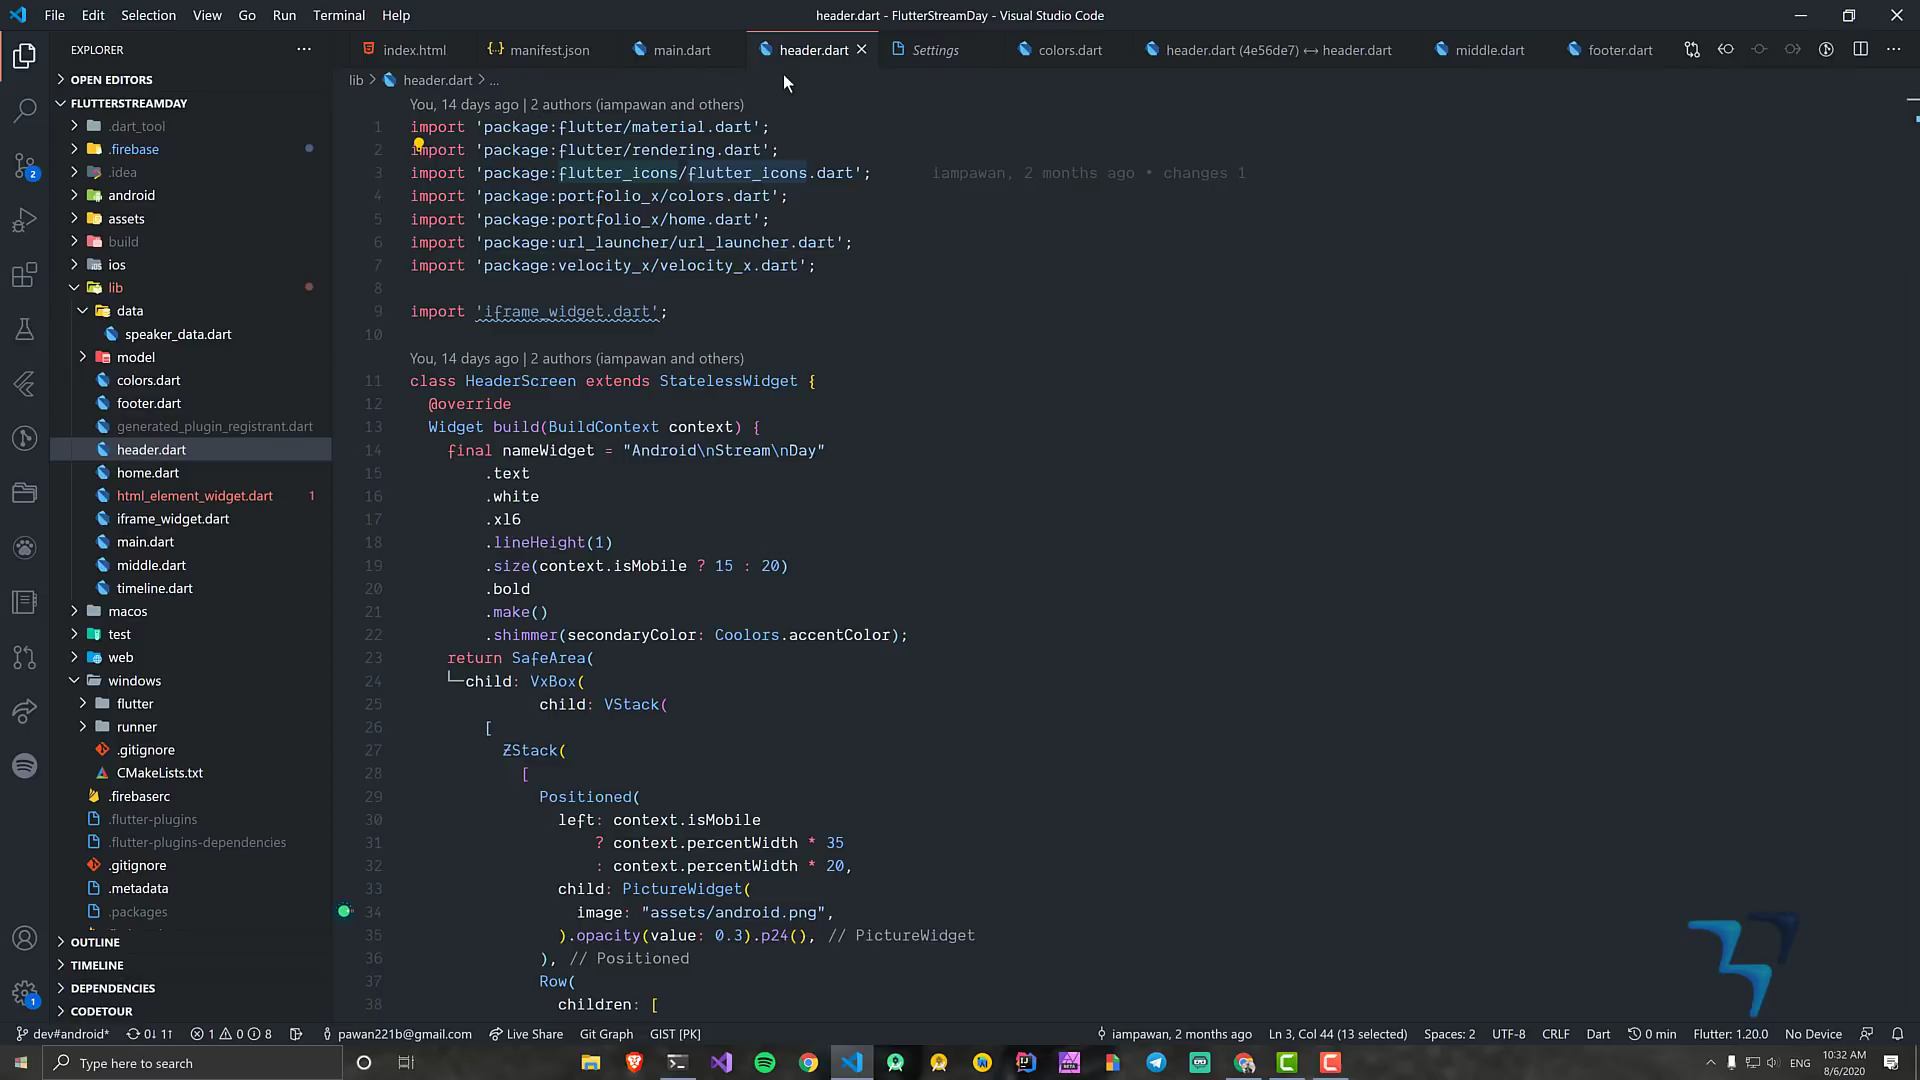 File Edit Selection View Go Run Terminal Help
header.dart - FlutterStreamDay - Visual Studio Code
EXPLORER
index.html
manifest.json
main.dart
header.dart
Settings
colors.dart
header.dart (4e56de7) ↔ header.dart
middle.dart
footer.dart
OPEN EDITORS
FLUTTERSTREAMDAY
.dart_tool
.firebase
.idea
android
assets
build
ios
lib
data
speaker_data.dart
model
colors.dart
footer.dart
generated_plugin_registrant.dart
header.dart
home.dart
html_element_widget.dart 1
iframe_widget.dart
main.dart
middle.dart
timeline.dart
macos
test
web
windows
flutter
runner
.gitignore
CMakeLists.txt
.firebaserc
.flutter-plugins
.flutter-plugins-dependencies
.gitignore
.metadata
.packages
OUTLINE
TIMELINE
DEPENDENCIES
CODETOUR
2
1
lib > header.dart > ...
You, 14 days ago | 2 authors (iampawan and others)
1 import 'package:flutter/material.dart';
2 import 'package:flutter/rendering.dart';
3 import 'package:flutter_icons/flutter_icons.dart'; iampawan, 2 months ago • changes 1
4 import 'package:portfolio_x/colors.dart';
5 import 'package:portfolio_x/home.dart';
6 import 'package:url_launcher/url_launcher.dart';
7 import 'package:velocity_x/velocity_x.dart';
8
9 import 'iframe_widget.dart';
10
You, 14 days ago | 2 authors (iampawan and others)
11 class HeaderScreen extends StatelessWidget {
12 @override
13 Widget build(BuildContext context) {
14 final nameWidget = "Android\nStream\nDay"
15 .text
16 .white
17 .xl6
18 .lineHeight(1)
19 .size(context.isMobile ? 15 : 20)
20 .bold
21 .make()
22 .shimmer(secondaryColor: Coolors.accentColor);
23 return SafeArea(
24 child: VxBox(
25 child: VStack(
26 [
27 ZStack(
28 [
29 Positioned(
30 left: context.isMobile
31 ? context.percentWidth * 35
32 : context.percentWidth * 20,
33 child: PictureWidget(
34 image: "assets/android.png",
35 ).opacity(value: 0.3).p24(), // PictureWidget
36 ), // Positioned
37 Row(
38 children: [
dev#android* 0↓ 1↑ 1 0 8 pawan221b@gmail.com Live Share Git Graph GIST [PK]
iampawan, 2 months ago Ln 3, Col 44 (13 selected) Spaces: 2 UTF-8 CRLF Dart 0 min Flutter: 1.20.0 No Device
Type here to search
ENG
10:32 AM
8/6/2020